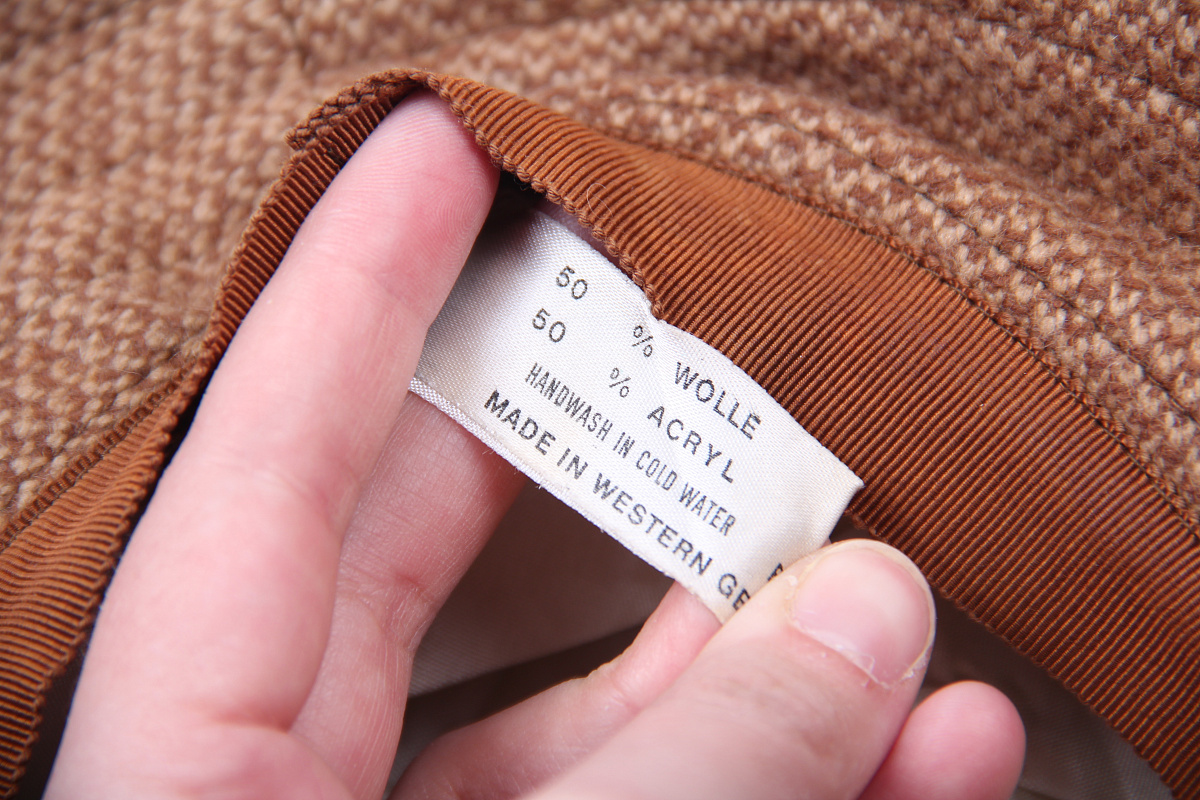 50 % WOLLE
50 % ACRYL
HANDWASH IN COLD WATER
MADE IN WESTERN GE